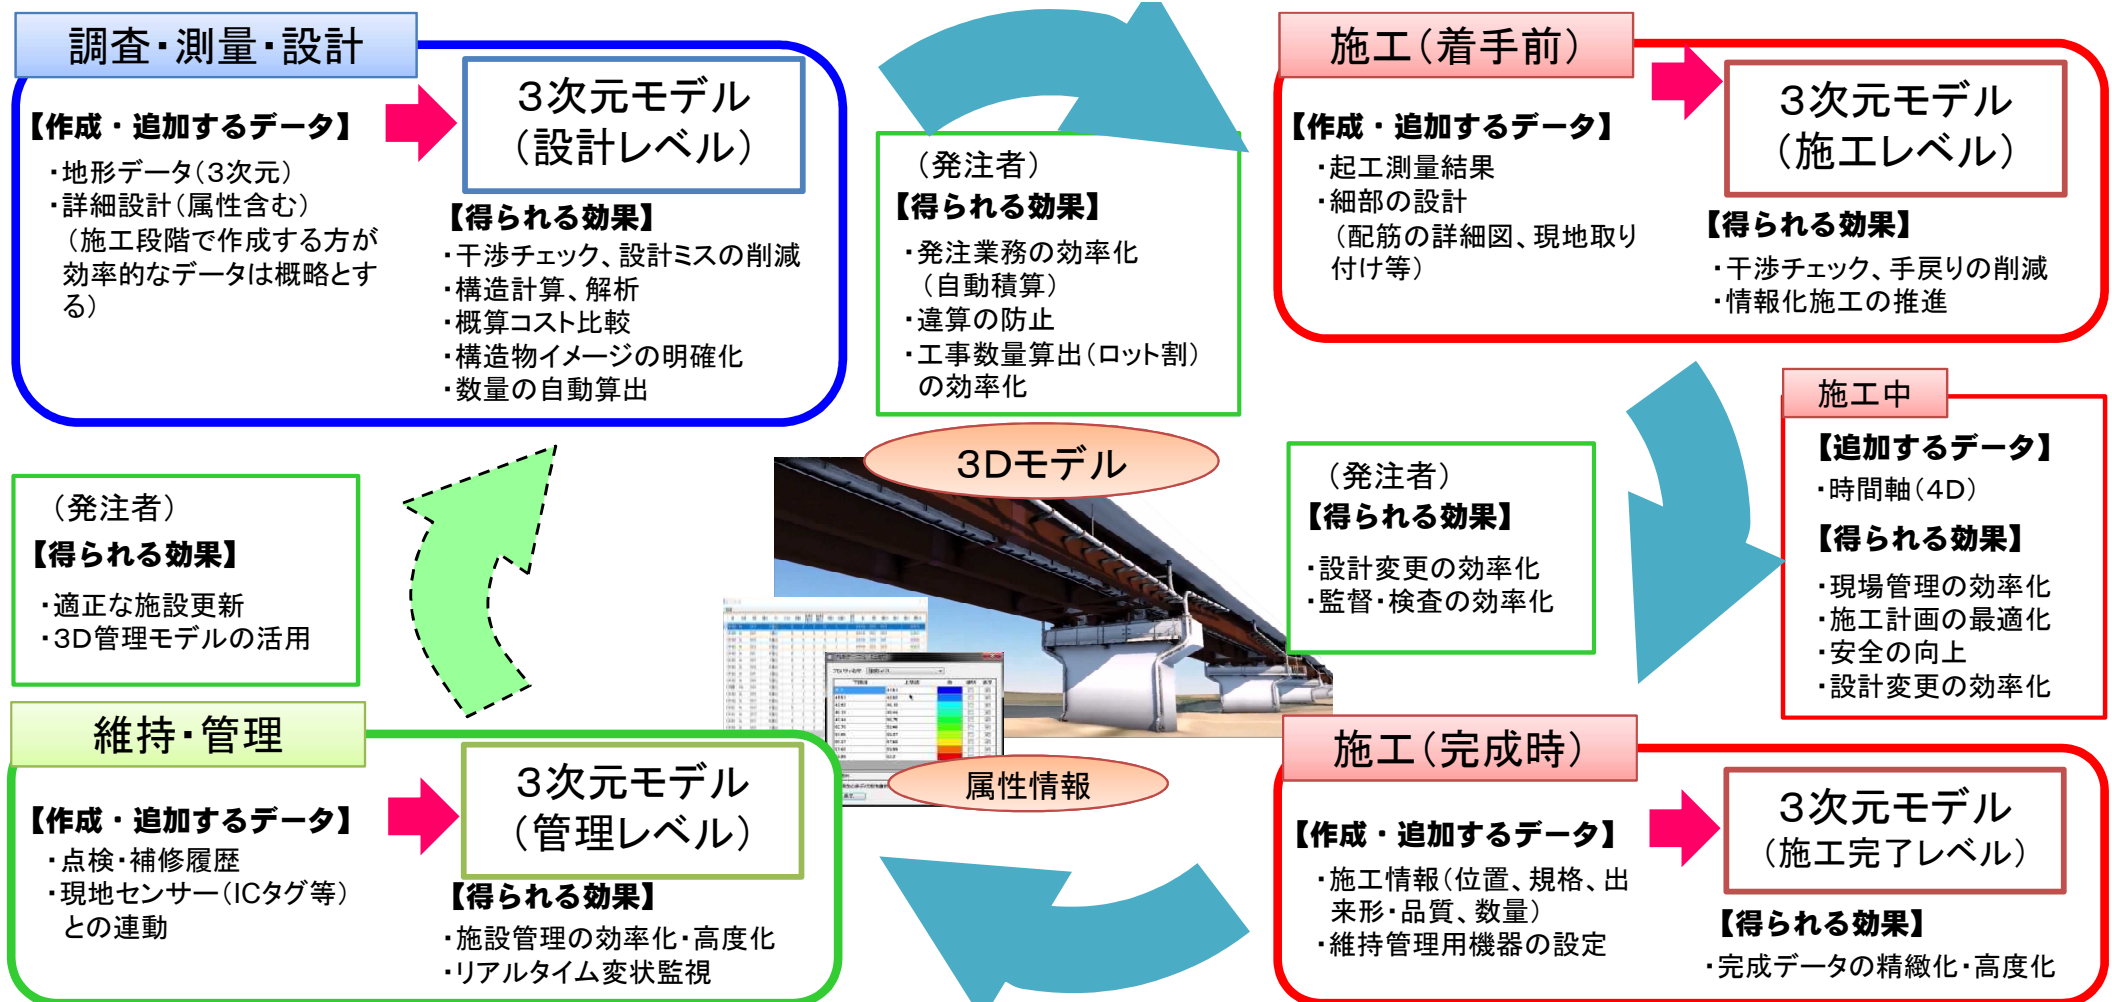 調査・測量・設計
【作成・追加するデータ】
・地形データ（３次元）
・詳細設計（属性含む）
（施工段階で作成する方が
効率的なデータは概略とす
る）
３次元モデル
（設計レベル）
【得られる効果】
・干渉チェック、設計ミスの削減
・構造計算、解析
・概算コスト比較
・構造物イメージの明確化
・数量の自動算出
（発注者）
【得られる効果】
・発注業務の効率化
（自動積算）
・違算の防止
・工事数量算出（ロット割）
の効率化
施工（着手前）
【作成・追加するデータ】
・起工測量結果
・細部の設計
（配筋の詳細図、現地取り
付け等）
３次元モデル
（施工レベル）
【得られる効果】
・干渉チェック、手戻りの削減
・情報化施工の推進
施工中
【追加するデータ】
・時間軸（４D）
【得られる効果】
・現場管理の効率化
・施工計画の最適化
・安全の向上
・設計変更の効率化
（発注者）
【得られる効果】
・設計変更の効率化
・監督・検査の効率化
３Dモデル
属性情報
（発注者）
【得られる効果】
・適正な施設更新
・３D管理モデルの活用
維持・管理
【作成・追加するデータ】
・点検・補修履歴
・現地センサー（ICタグ等）
との連動
３次元モデル
（管理レベル）
【得られる効果】
・施設管理の効率化・高度化
・リアルタイム変状監視
施工（完成時）
【作成・追加するデータ】
・施工情報（位置、規格、出
来形・品質、数量）
・維持管理用機器の設定
３次元モデル
（施工完了レベル）
【得られる効果】
・完成データの精緻化・高度化